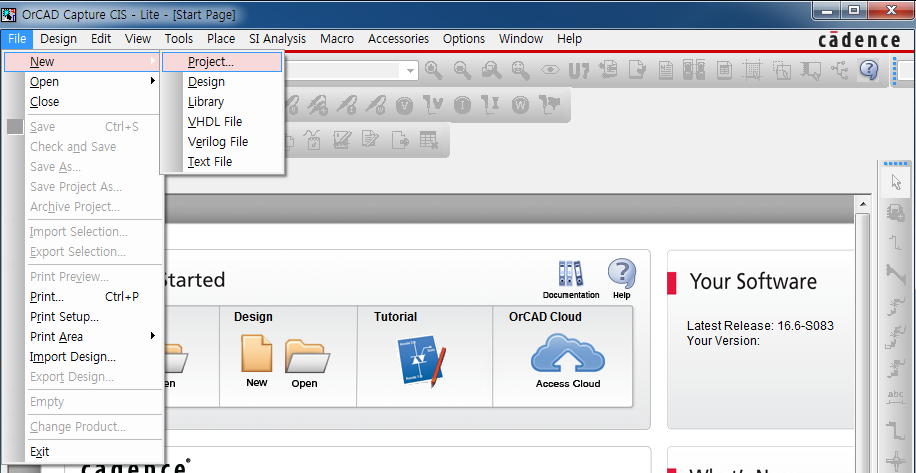 OrCAD Capture CIS - Lite - [Start Page]
File Design Edit View Tools Place SI Analysis Macro Accessories Options Window Help
cādence
New
Project...
Open
Design
Close
Library
VHDL File
Save Ctrl+S
Verilog File
Check and Save
Text File
Save As...
Save Project As...
Archive Project...
Import Selection...
Export Selection...
Print Preview...
Print... Ctrl+P
Print Setup...
Print Area
Import Design...
Export Design...
Empty
Change Product...
Exit
Started
Documentation
Help
Design
New
Open
Tutorial
OrCAD Cloud
Access Cloud
Your Software
Latest Release: 16.6-S083
Your Version:
cādence
abc